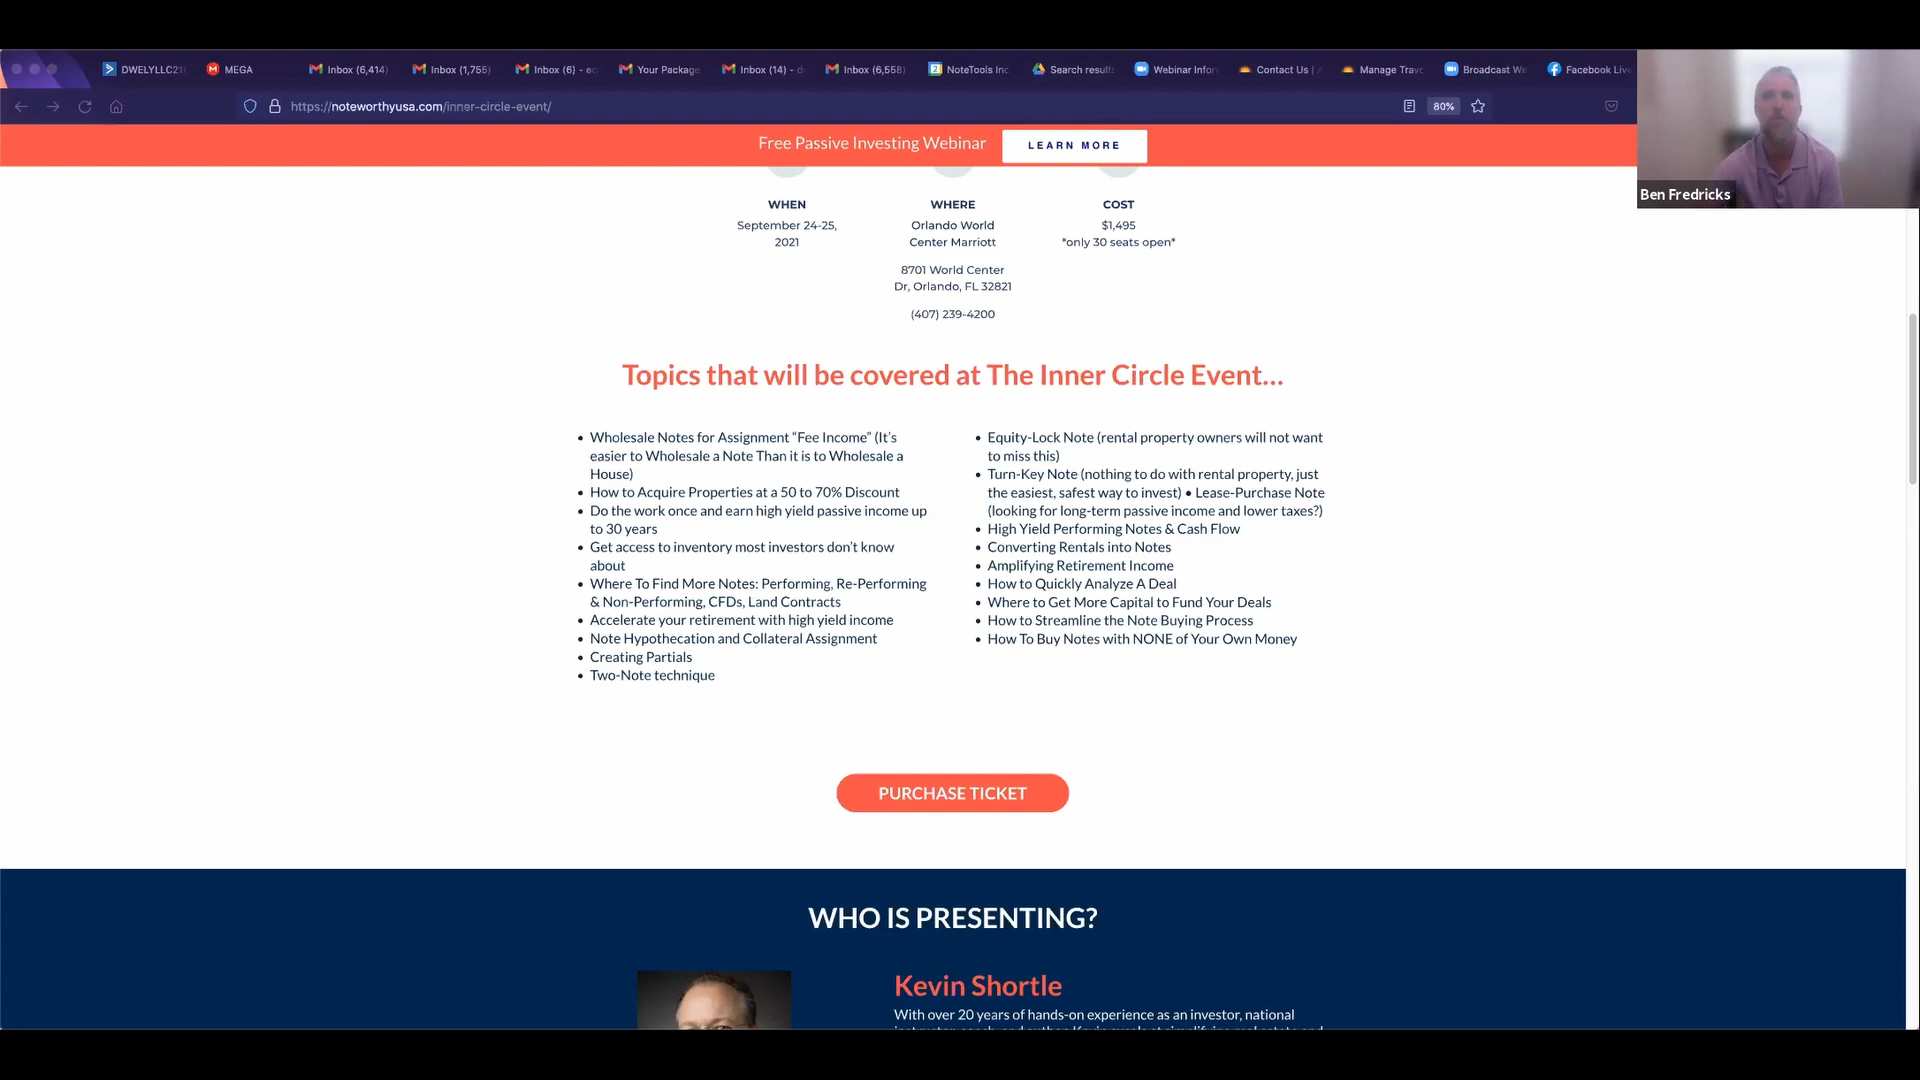 DWELYLLC21
MEGA
Inbox (6,414)
Inbox (1,755)
Inbox (6) -
Your Package
Inbox (14) - d
Inbox (6,558)
NoteTools Inc
Search results
Webinar Infor
Contact Us |
Manage Trav
Broadcast We
Facebook Live
https://noteworthyusa.com/inner-circle-event/
80%
Free Passive Investing Webinar
LEARN MORE
Ben Fredricks
WHEN
September 24-25,
2021
WHERE
Orlando World
Center Marriott
8701 World Center
Dr, Orlando, FL 32821
(407) 239-4200
COST
$1,495
*only 30 seats open*
Topics that will be covered at The Inner Circle Event...
• Wholesale Notes for Assignment “Fee Income” (It’s
easier to Wholesale a Note Than it is to Wholesale a
House)
• How to Acquire Properties at a 50 to 70% Discount
• Do the work once and earn high yield passive income up
to 30 years
• Get access to inventory most investors don’t know
about
• Where To Find More Notes: Performing, Re-Performing
& Non-Performing, CFDs, Land Contracts
• Accelerate your retirement with high yield income
• Note Hypothecation and Collateral Assignment
• Creating Partials
• Two-Note technique
• Equity-Lock Note (rental property owners will not want
to miss this)
• Turn-Key Note (nothing to do with rental property, just
the easiest, safest way to invest) • Lease-Purchase Note
(looking for long-term passive income and lower taxes?)
• High Yield Performing Notes & Cash Flow
• Converting Rentals into Notes
• Amplifying Retirement Income
• How to Quickly Analyze A Deal
• Where to Get More Capital to Fund Your Deals
• How to Streamline the Note Buying Process
• How To Buy Notes with NONE of Your Own Money
PURCHASE TICKET
WHO IS PRESENTING?
Kevin Shortle
With over 20 years of hands-on experience as an investor, national